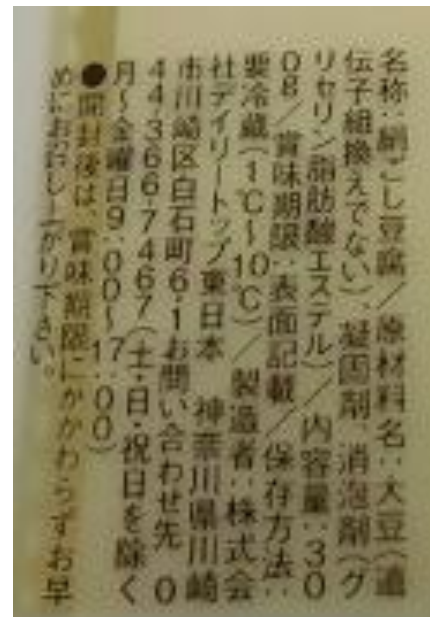 名称:絹ごし豆腐/原材料名:大豆(遺
伝子組換えでない)、凝固剤、消泡剤(グ
リセリン脂肪酸エステル)/内容量:30
0g/賞味期限:表面記載/保存方法:
要冷蔵(1℃〜10℃)/製造者:株式会
社デイリートップ東日本 神奈川県川崎
市川崎区白石町6-1お問い合わせ先 0
44-366-7467(土・日・祝日を除く
月〜金曜日9:00〜17:00)
●開封後は、賞味期限にかかわらずお早
めにおめし上がり下さい。